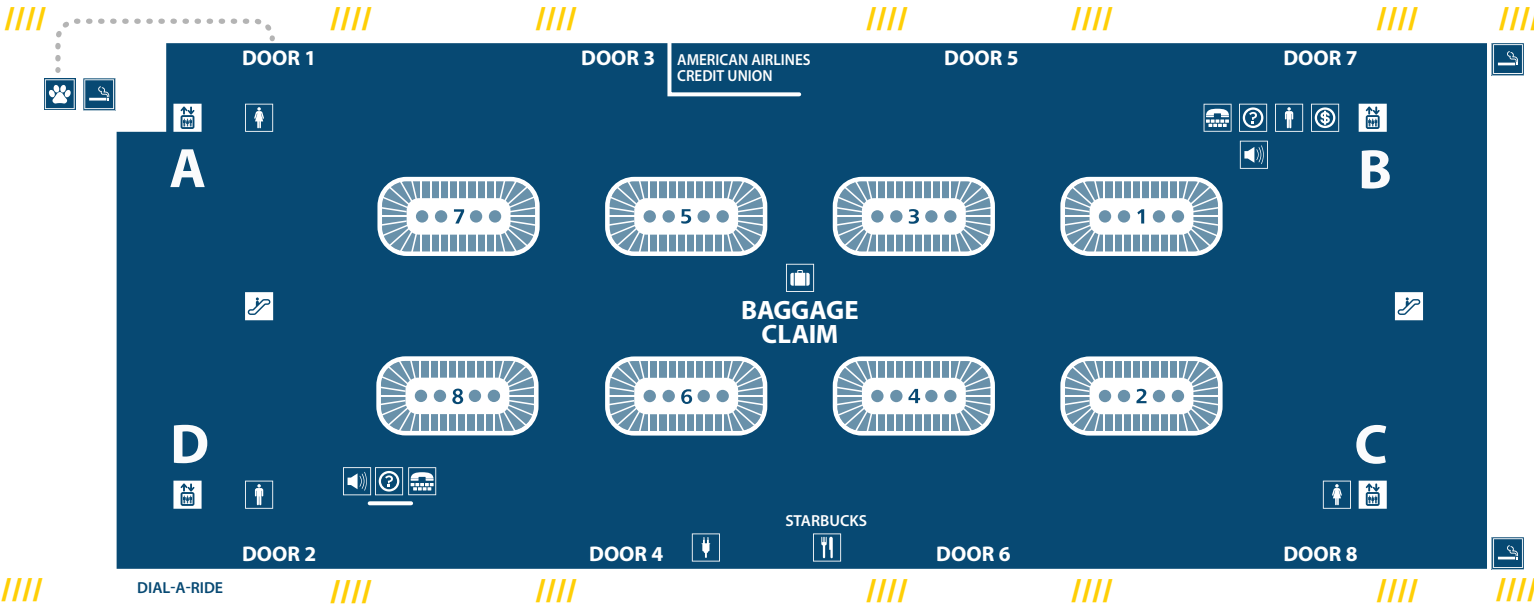 DOOR 1
DOOR 3
AMERICAN AIRLINES
CREDIT UNION
DOOR 5
DOOR 7
?
$
A
B
7
5
3
1
BAGGAGE
CLAIM
8
6
4
2
D
C
?
STARBUCKS
DOOR 2
DOOR 4
DOOR 6
DOOR 8
DIAL-A-RIDE